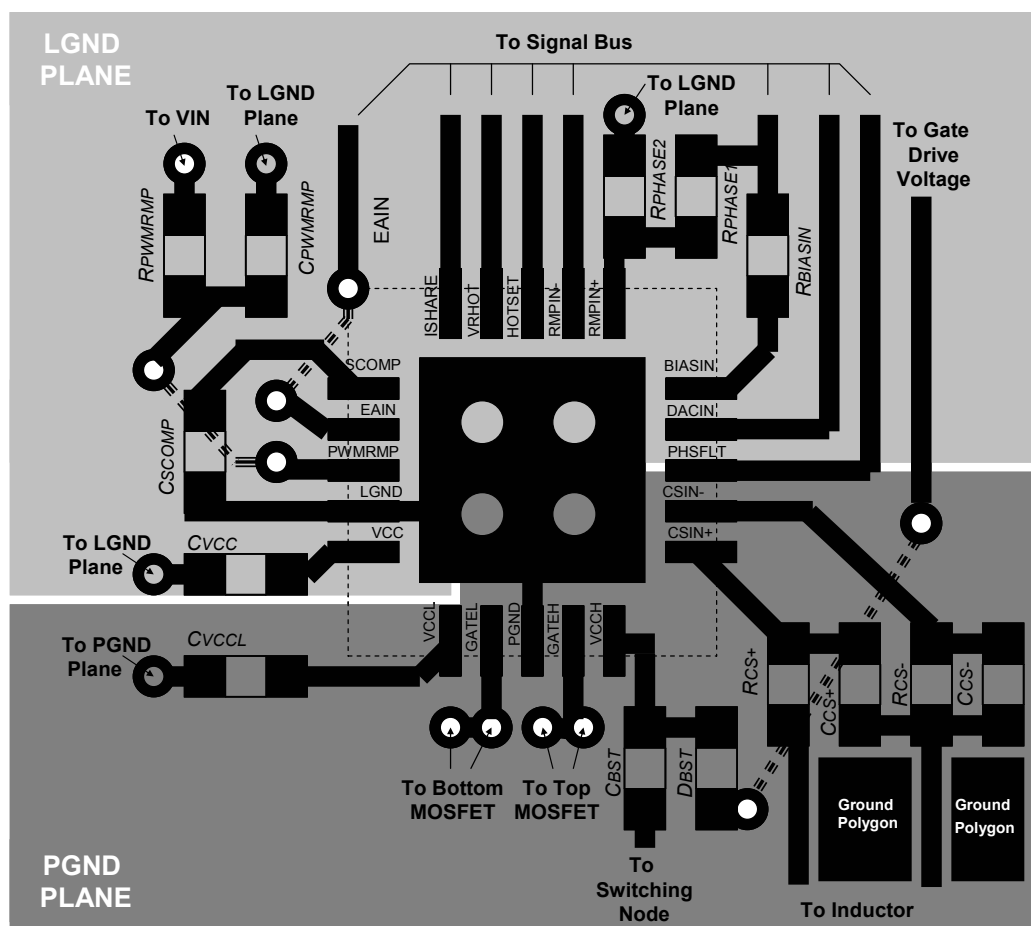 LGND
PLANE
To Signal Bus
To LGND
Plane
To VIN
To LGND
Plane
To Gate
Drive
Voltage
RPWMRMP
CPWMRMP
EAIN
RPHASE2
RPHASE1
RBIASIN
ISHARE
VRHOT
HOTSET
RMPIN-
RMPIN+
SCOMP
EAIN
PWMRMP
LGND
VCC
BIASIN
DACIN
PHSFLT
CSIN-
CSIN+
CSCOMP
To LGND
Plane
CVCC
To PGND
Plane
CVCCL
VCCL
GATEL
PGND
GATEH
VCCH
RCS+
CCS+
RCS-
CCS-
CBST
DBST
To Bottom
MOSFET
To Top
MOSFET
Ground
Polygon
Ground
Polygon
To
Switching
Node
To Inductor
PGND
PLANE